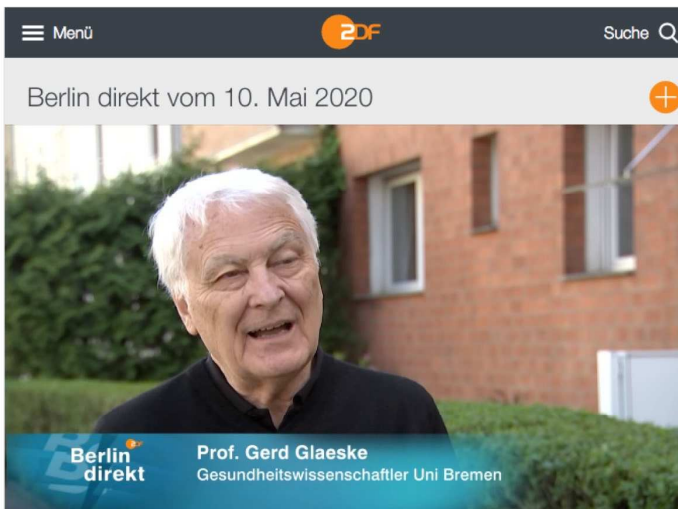 Menü
ZDF
Suche
Berlin direkt vom 10. Mai 2020
Berlin
direkt
Prof. Gerd Glaeske
Gesundheitswissenschaftler Uni Bremen